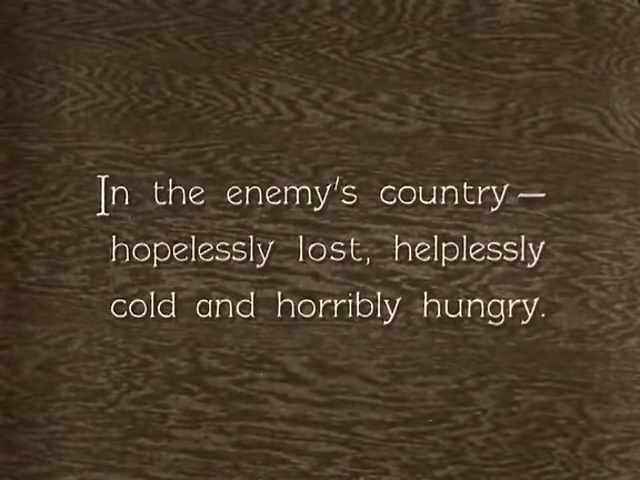 In the enemy's country —
hopelessly lost, helplessly
cold and horribly hungry.